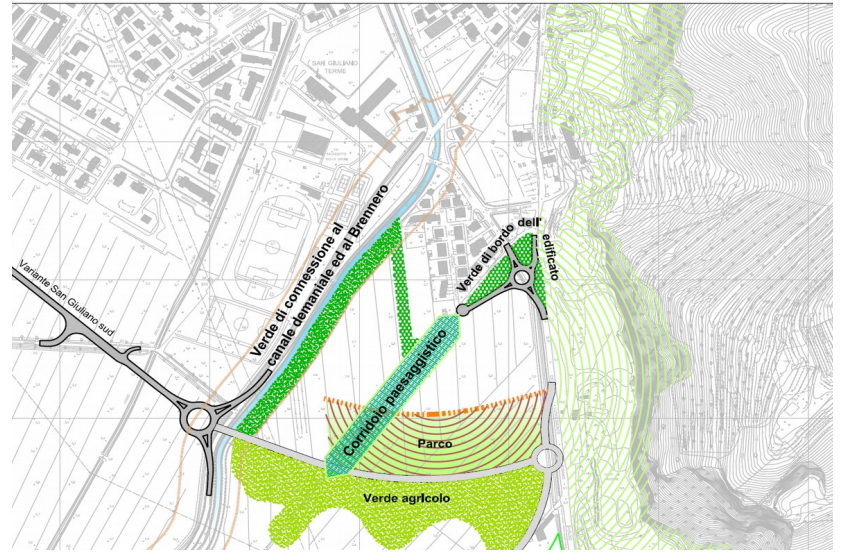 SAN GIULIANO
TERME
Verde di connessione al
canale demaniale ed al Brennero
Verde di bordo dell' edificato
Variante San Giuliano sud
Corridoio paesaggistico
Parco
Verde agricolo